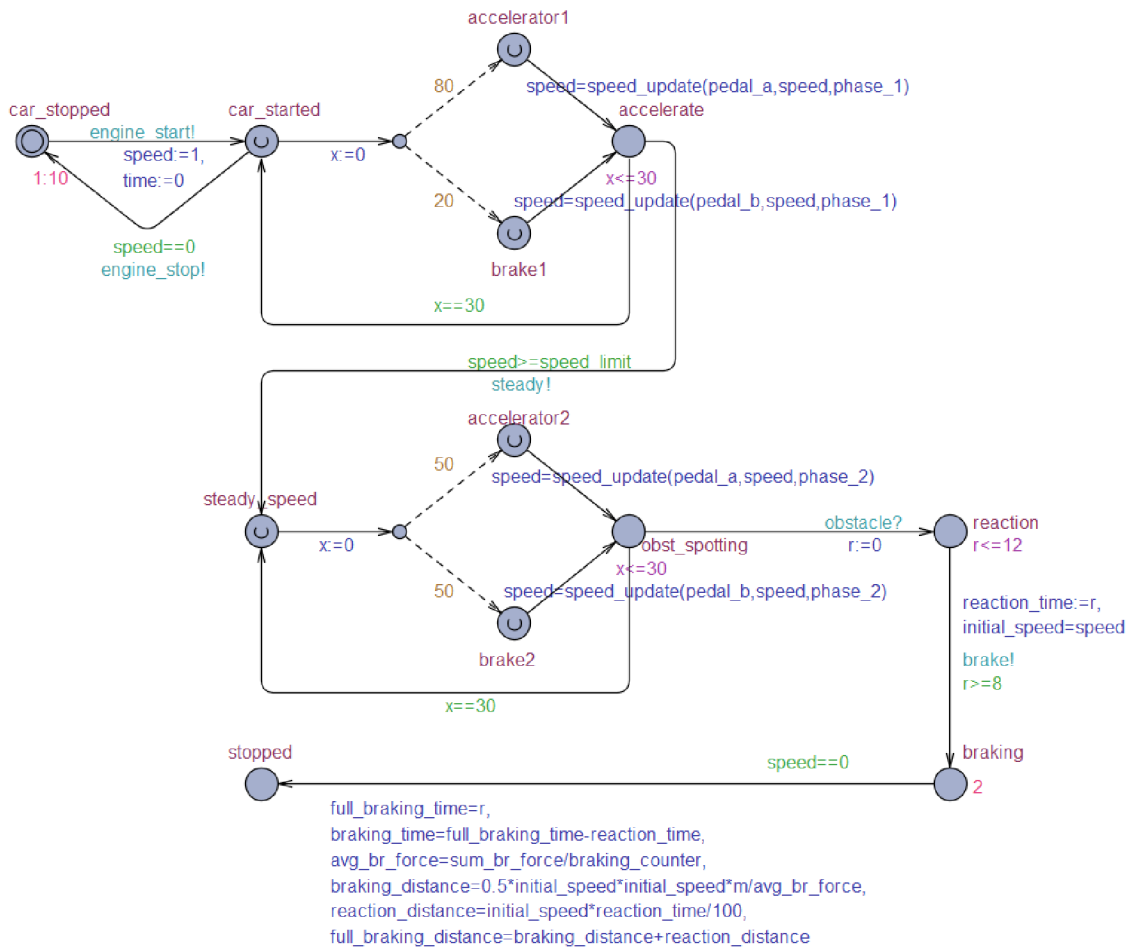 accelerator1
80
speed=speed_update(pedal_a,speed,phase_1)
car_stopped
car_started
accelerate
engine_start!
speed:=1,
time:=0
x:=0
1:10
x<=30
20
speed=speed_update(pedal_b,speed,phase_1)
speed==0
engine_stop!
brake1
x==30
speed>=speed_limit
steady!
accelerator2
50
speed=speed_update(pedal_a,speed,phase_2)
steady_speed
x:=0
obstacle?
r:=0
reaction
r<=12
obst_spotting
x<=30
50
speed=speed_update(pedal_b,speed,phase_2)
reaction_time:=r,
initial_speed=speed
brake!
r>=8
brake2
x==30
stopped
speed==0
braking
2
full_braking_time=r,
braking_time=full_braking_time-reaction_time,
avg_br_force=sum_br_force/braking_counter,
braking_distance=0.5*initial_speed*initial_speed*m/avg_br_force,
reaction_distance=initial_speed*reaction_time/100,
full_braking_distance=braking_distance+reaction_distance